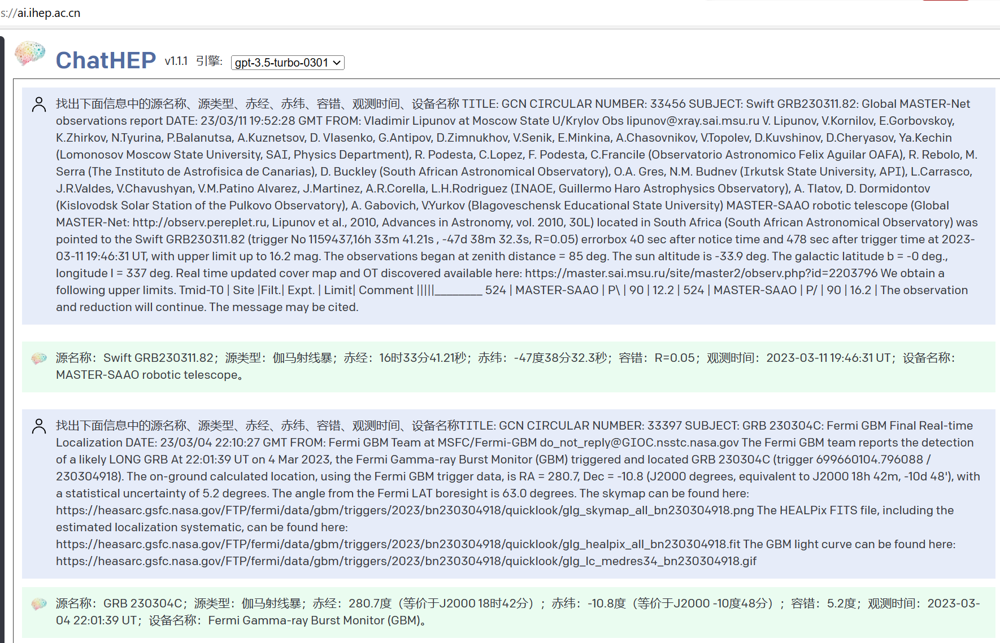 s://ai.ihep.ac.cn
ChatHEP v1.1.1 引擎: gpt-3.5-turbo-0301
找出下面信息中的源名称、源类型、赤经、赤纬、容错、观测时间、设备名称 TITLE: GCN CIRCULAR NUMBER: 33456 SUBJECT: Swift GRB230311.82: Global MASTER-Net
observations report DATE: 23/03/11 19:52:28 GMT FROM: Vladimir Lipunov at Moscow State U/Krylov Obs lipunov@xray.sai.msu.ru V. Lipunov, V.Kornilov, E.Gorbovskoy,
K.Zhirkov, N.Tyurina, P.Balanutsa, A.Kuznetsov, D. Vlasenko, G.Antipov, D.Zimnukhov, V.Senik, E.Minkina, A.Chasovnikov, V.Topolev, D.Kuvshinov, D.Cheryasov, Ya.Kechin
(Lomonosov Moscow State University, SAI, Physics Department), R. Podesta, C.Lopez, F. Podesta, C.Francile (Observatorio Astronomico Felix Aguilar OAFA), R. Rebolo, M.
Serra (The Instituto de Astrofisica de Canarias), D. Buckley (South African Astronomical Observatory), O.A. Gres, N.M. Budnev (Irkutsk State University, API), L.Carrasco,
J.R.Valdes, V.Chavushyan, V.M.Patino Alvarez, J.Martinez, A.R.Corella, L.H.Rodriguez (INAOE, Guillermo Haro Astrophysics Observatory), A. Tlatov, D. Dormidontov
(Kislovodsk Solar Station of the Pulkovo Observatory), A. Gabovich, V.Yurkov (Blagoveschensk Educational State University) MASTER-SAAO robotic telescope (Global
MASTER-Net: http://observ.pereplet.ru, Lipunov et al., 2010, Advances in Astronomy, vol. 2010, 30L) located in South Africa (South African Astronomical Observatory) was
pointed to the Swift GRB230311.82 (trigger No 1159437,16h 33m 41.21s , -47d 38m 32.3s, R=0.05) errorbox 40 sec after notice time and 478 sec after trigger time at 2023-
03-11 19:46:31 UT, with upper limit up to 16.2 mag. The observations began at zenith distance = 85 deg. The sun altitude is -33.9 deg. The galactic latitude b = -0 deg.,
longitude l = 337 deg. Real time updated cover map and OT discovered available here: https://master.sai.msu.ru/site/master2/observ.php?id=2203796 We obtain a
following upper limits. Tmid-T0 | Site |Filt.| Expt. | Limit| Comment |||||________ 524 | MASTER-SAAO | P\ | 90 | 12.2 | 524 | MASTER-SAAO | P/ | 90 | 16.2 | The observation
and reduction will continue. The message may be cited.
源名称：Swift GRB230311.82；源类型：伽马射线暴；赤经：16时33分41.21秒；赤纬：-47度38分32.3秒；容错：R=0.05；观测时间：2023-03-11 19:46:31 UT；设备名称：
MASTER-SAAO robotic telescope。
找出下面信息中的源名称、源类型、赤经、赤纬、容错、观测时间、设备名称TITLE: GCN CIRCULAR NUMBER: 33397 SUBJECT: GRB 230304C: Fermi GBM Final Real-time
Localization DATE: 23/03/04 22:10:27 GMT FROM: Fermi GBM Team at MSFC/Fermi-GBM do_not_reply@GIOC.nsstc.nasa.gov The Fermi GBM team reports the detection
of a likely LONG GRB At 22:01:39 UT on 4 Mar 2023, the Fermi Gamma-ray Burst Monitor (GBM) triggered and located GRB 230304C (trigger 699660104.796088 /
230304918). The on-ground calculated location, using the Fermi GBM trigger data, is RA = 280.7, Dec = -10.8 (J2000 degrees, equivalent to J2000 18h 42m, -10d 48'), with
a statistical uncertainty of 5.2 degrees. The angle from the Fermi LAT boresight is 63.0 degrees. The skymap can be found here:
https://heasarc.gsfc.nasa.gov/FTP/fermi/data/gbm/triggers/2023/bn230304918/quicklook/glg_skymap_all_bn230304918.png The HEALPix FITS file, including the
estimated localization systematic, can be found here:
https://heasarc.gsfc.nasa.gov/FTP/fermi/data/gbm/triggers/2023/bn230304918/quicklook/glg_healpix_all_bn230304918.fit The GBM light curve can be found here:
https://heasarc.gsfc.nasa.gov/FTP/fermi/data/gbm/triggers/2023/bn230304918/quicklook/glg_lc_medres34_bn230304918.gif
源名称：GRB 230304C；源类型：伽马射线暴；赤经：280.7度（等价于J2000 18时42分）；赤纬：-10.8度（等价于J2000 -10度48分）；容错：5.2度；观测时间：2023-03-
04 22:01:39 UT；设备名称：Fermi Gamma-ray Burst Monitor (GBM)。